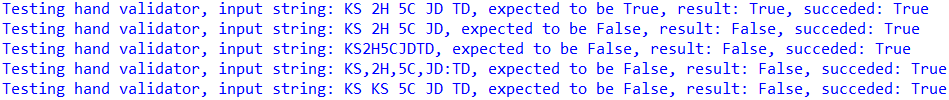 Testing hand validator, input string: KS 2H 5C JD TD, expected to be True, result: True, succeded: True
Testing hand validator, input string: KS 2H 5C JD, expected to be False, result: False, succeded: True
Testing hand validator, input string: KS2H5CJDTD, expected to be False, result: False, succeded: True
Testing hand validator, input string: KS,2H,5C,JD:TD, expected to be False, result: False, succeded: True
Testing hand validator, input string: KS KS 5C JD TD, expected to be False, result: False, succeded: True